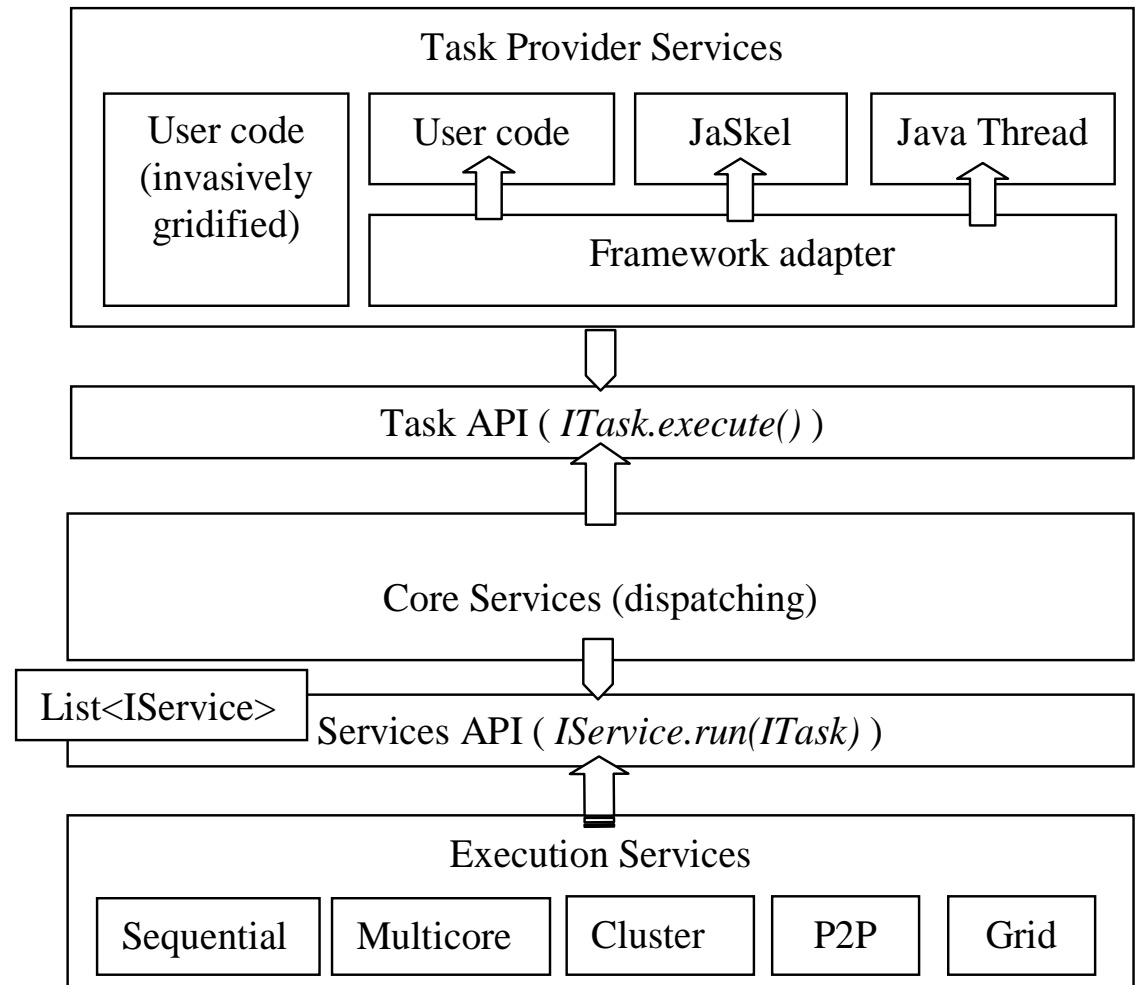 Task Provider Services
User code
(invasively
gridified)
User code
JaSkel
Java Thread
Framework adapter
Task API ( ITask.execute() )
Core Services (dispatching)
List<IService>
Services API ( IService.run(ITask) )
Execution Services
Sequential
Multicore
Cluster
P2P
Grid